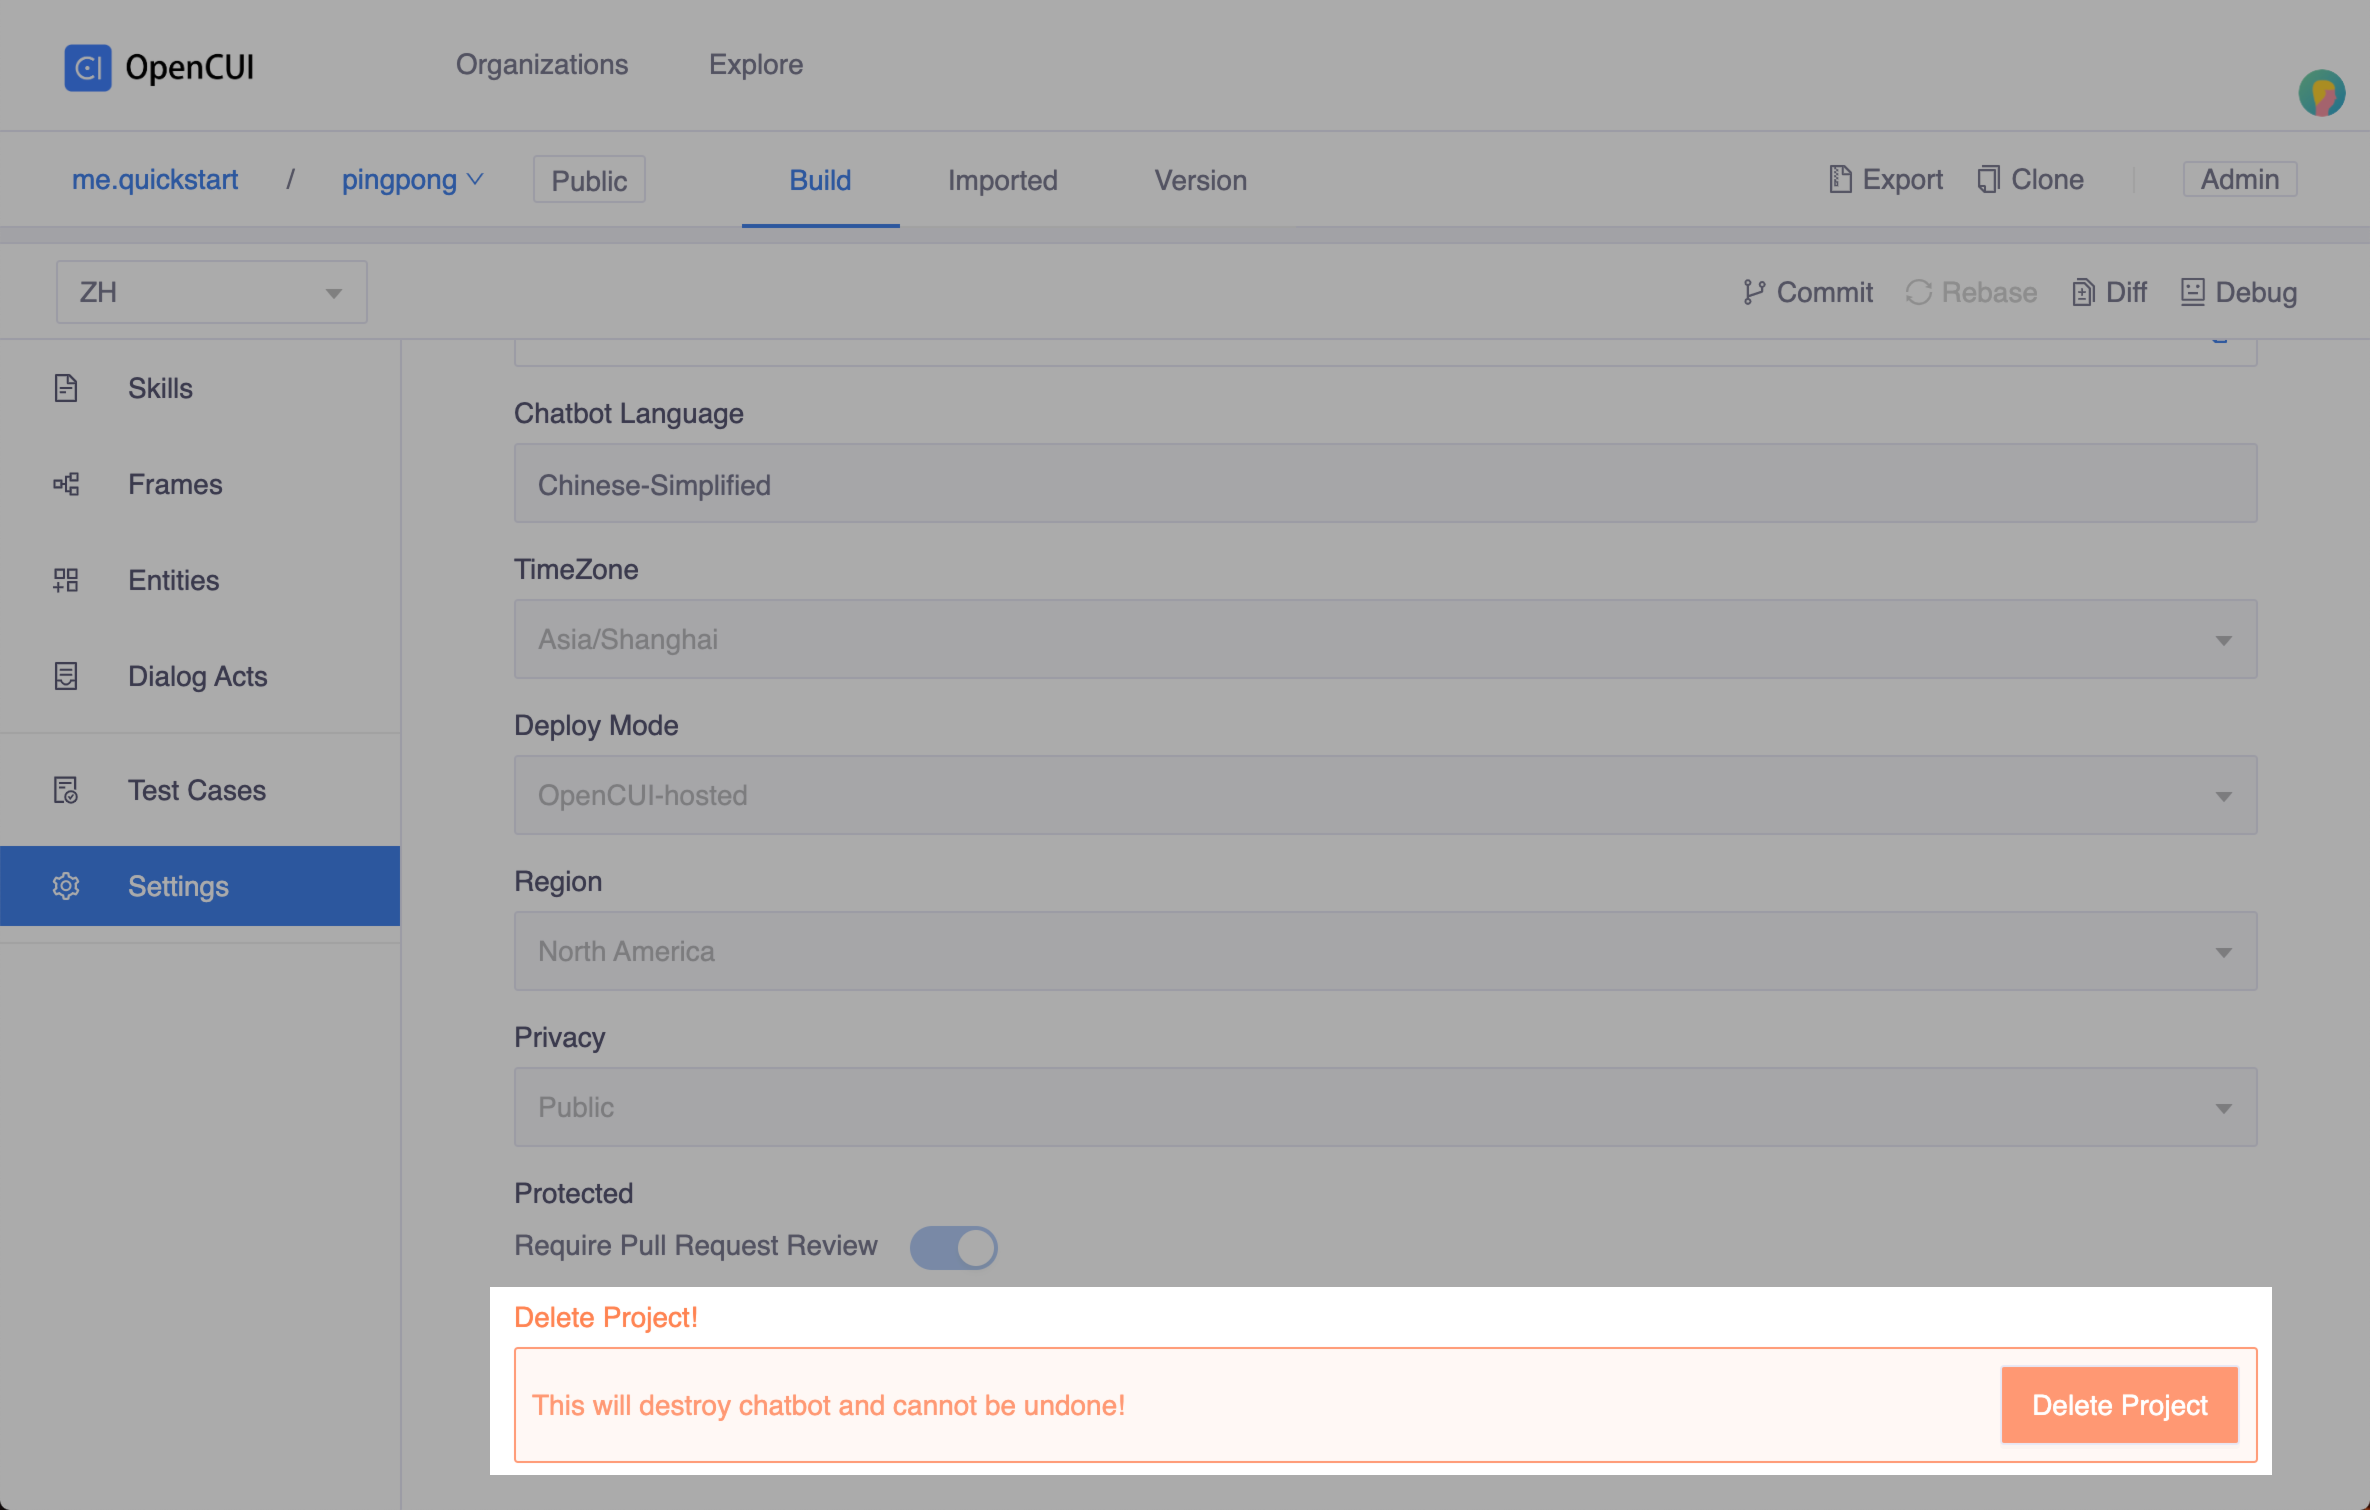 OpenCUI
Organizations
Explore
me.quickstart / pingpong
Public
Build
Imported
Version
Export
Clone
Admin
ZH
Commit
Rebase
Diff
Debug
Skills
Frames
Entities
Dialog Acts
Test Cases
Settings
Chatbot Language
Chinese-Simplified
TimeZone
Asia/Shanghai
Deploy Mode
OpenCUI-hosted
Region
North America
Privacy
Public
Protected
Require Pull Request Review
Delete Project!
This will destroy chatbot and cannot be undone!
Delete Project